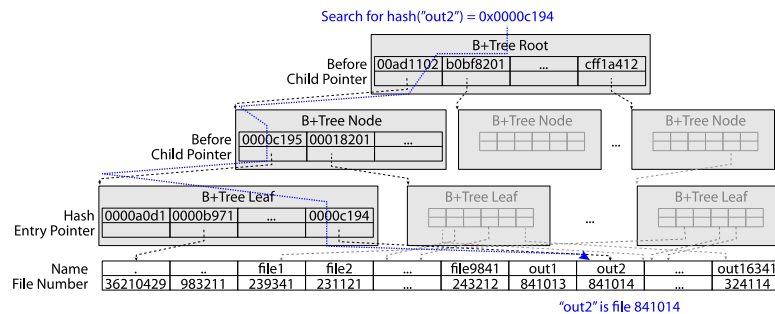 Search for hash("out2") = 0x0000c194
B+Tree Root
Before 00ad1102 b0bf8201 ... cff1a412
Child Pointer
B+Tree Node B+Tree Node B+Tree Node
Before 0000c195 00018201 ...
Child Pointer ...
B+Tree Leaf B+Tree Leaf B+Tree Leaf
Hash 0000a0d1 0000b971 ... 0000c194 ...
Entry Pointer
Name . .. file1 file2 ... file9841 out1 out2 ... out16341
File Number 36210429 983211 239341 231121 ... 243212 841013 841014 ... 324114
"out2" is file 841014